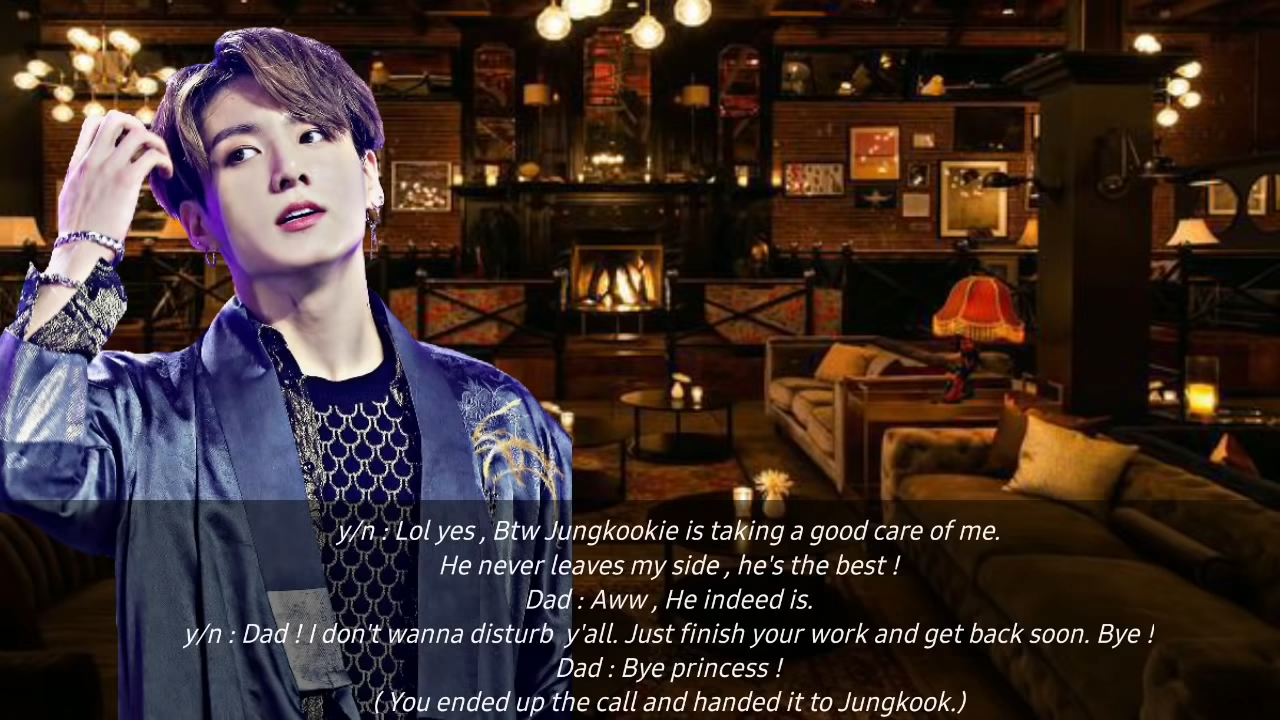 y/n : Lol yes , Btw Jungkookie is taking a good care of me.
He never leaves my side , he's the best !
Dad : Aww , He indeed is.
y/n : Dad ! I don't wanna disturb y'all. Just finish your work and get back soon. Bye !
Dad : Bye princess !
( You ended up the call and handed it to Jungkook.)